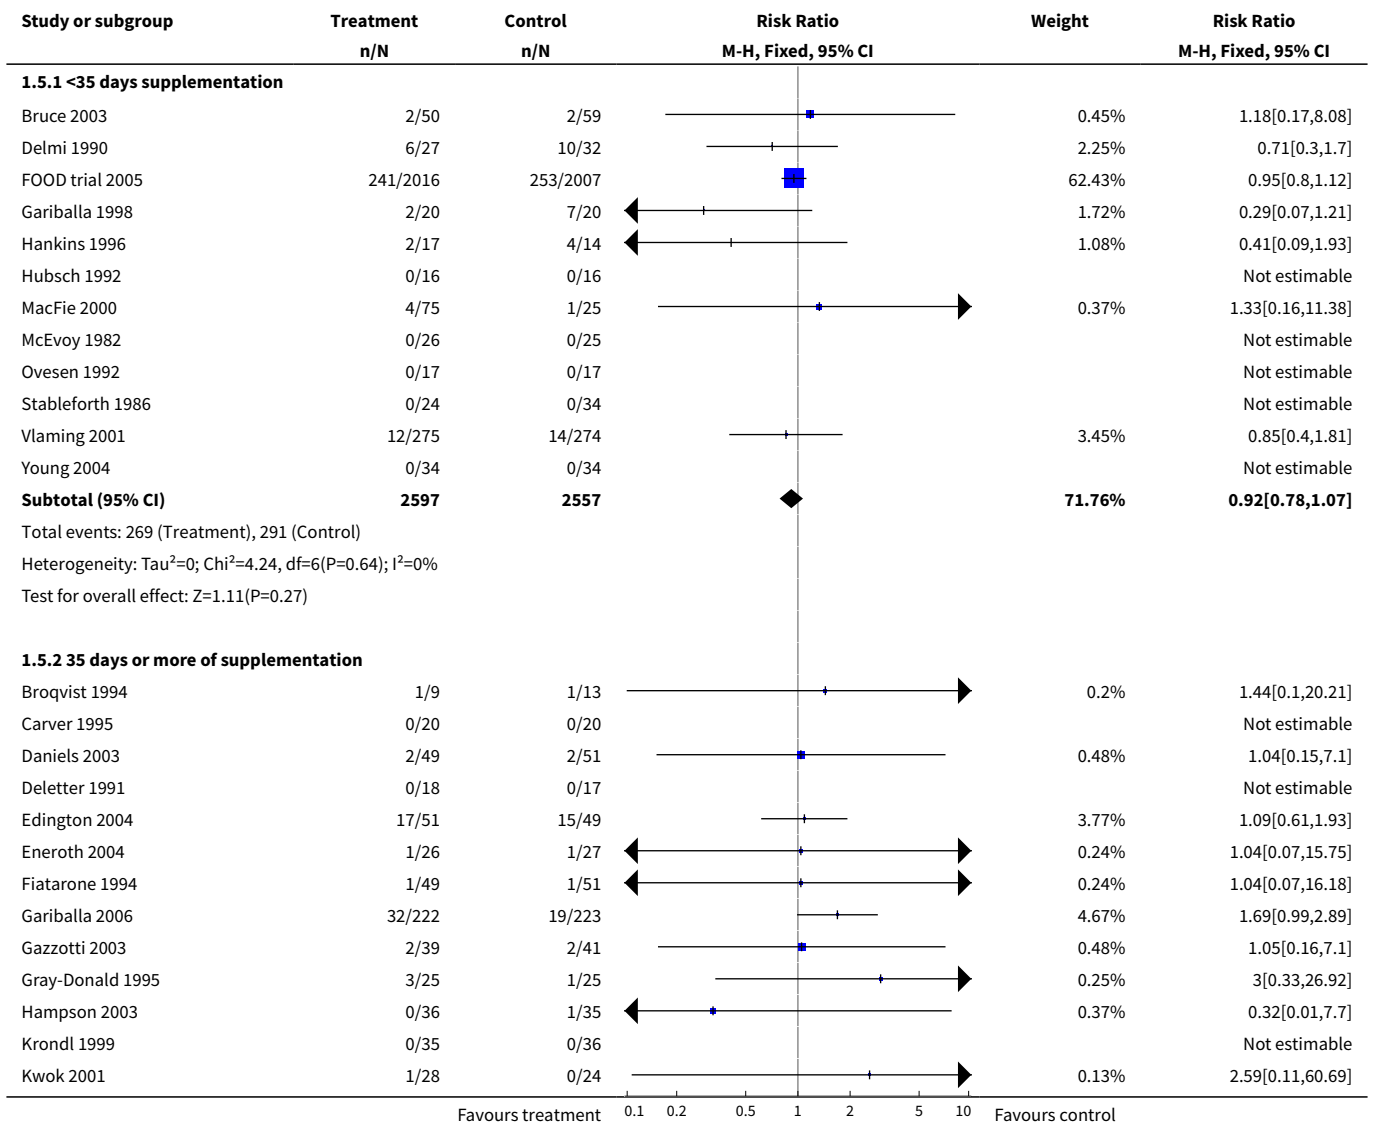 Study or subgroup Treatment Control Risk Ratio Weight Risk Ratio
n/N n/N M-H, Fixed, 95% CI M-H, Fixed, 95% CI
1.5.1 <35 days supplementation
Bruce 2003 2/50 2/59 0.45% 1.18[0.17,8.08]
Delmi 1990 6/27 10/32 2.25% 0.71[0.3,1.7]
FOOD trial 2005 241/2016 253/2007 62.43% 0.95[0.8,1.12]
Gariballa 1998 2/20 7/20 1.72% 0.29[0.07,1.21]
Hankins 1996 2/17 4/14 1.08% 0.41[0.09,1.93]
Hubsch 1992 0/16 0/16 Not estimable
MacFie 2000 4/75 1/25 0.37% 1.33[0.16,11.38]
McEvoy 1982 0/26 0/25 Not estimable
Ovesen 1992 0/17 0/17 Not estimable
Stableforth 1986 0/24 0/34 Not estimable
Vlaming 2001 12/275 14/274 3.45% 0.85[0.4,1.81]
Young 2004 0/34 0/34 Not estimable
Subtotal (95% CI) 2597 2557 71.76% 0.92[0.78,1.07]
Total events: 269 (Treatment), 291 (Control)
Heterogeneity: Tau²=0; Chi²=4.24, df=6(P=0.64); I²=0%
Test for overall effect: Z=1.11(P=0.27)
1.5.2 35 days or more of supplementation
Broqvist 1994 1/9 1/13 0.2% 1.44[0.1,20.21]
Carver 1995 0/20 0/20 Not estimable
Daniels 2003 2/49 2/51 0.48% 1.04[0.15,7.1]
Deletter 1991 0/18 0/17 Not estimable
Edington 2004 17/51 15/49 3.77% 1.09[0.61,1.93]
Eneroth 2004 1/26 1/27 0.24% 1.04[0.07,15.75]
Fiatarone 1994 1/49 1/51 0.24% 1.04[0.07,16.18]
Gariballa 2006 32/222 19/223 4.67% 1.69[0.99,2.89]
Gazzotti 2003 2/39 2/41 0.48% 1.05[0.16,7.1]
Gray-Donald 1995 3/25 1/25 0.25% 3[0.33,26.92]
Hampson 2003 0/36 1/35 0.37% 0.32[0.01,7.7]
Krondl 1999 0/35 0/36 Not estimable
Kwok 2001 1/28 0/24 0.13% 2.59[0.11,60.69]
Favours treatment 0.1 0.2 0.5 1 2 5 10 Favours control